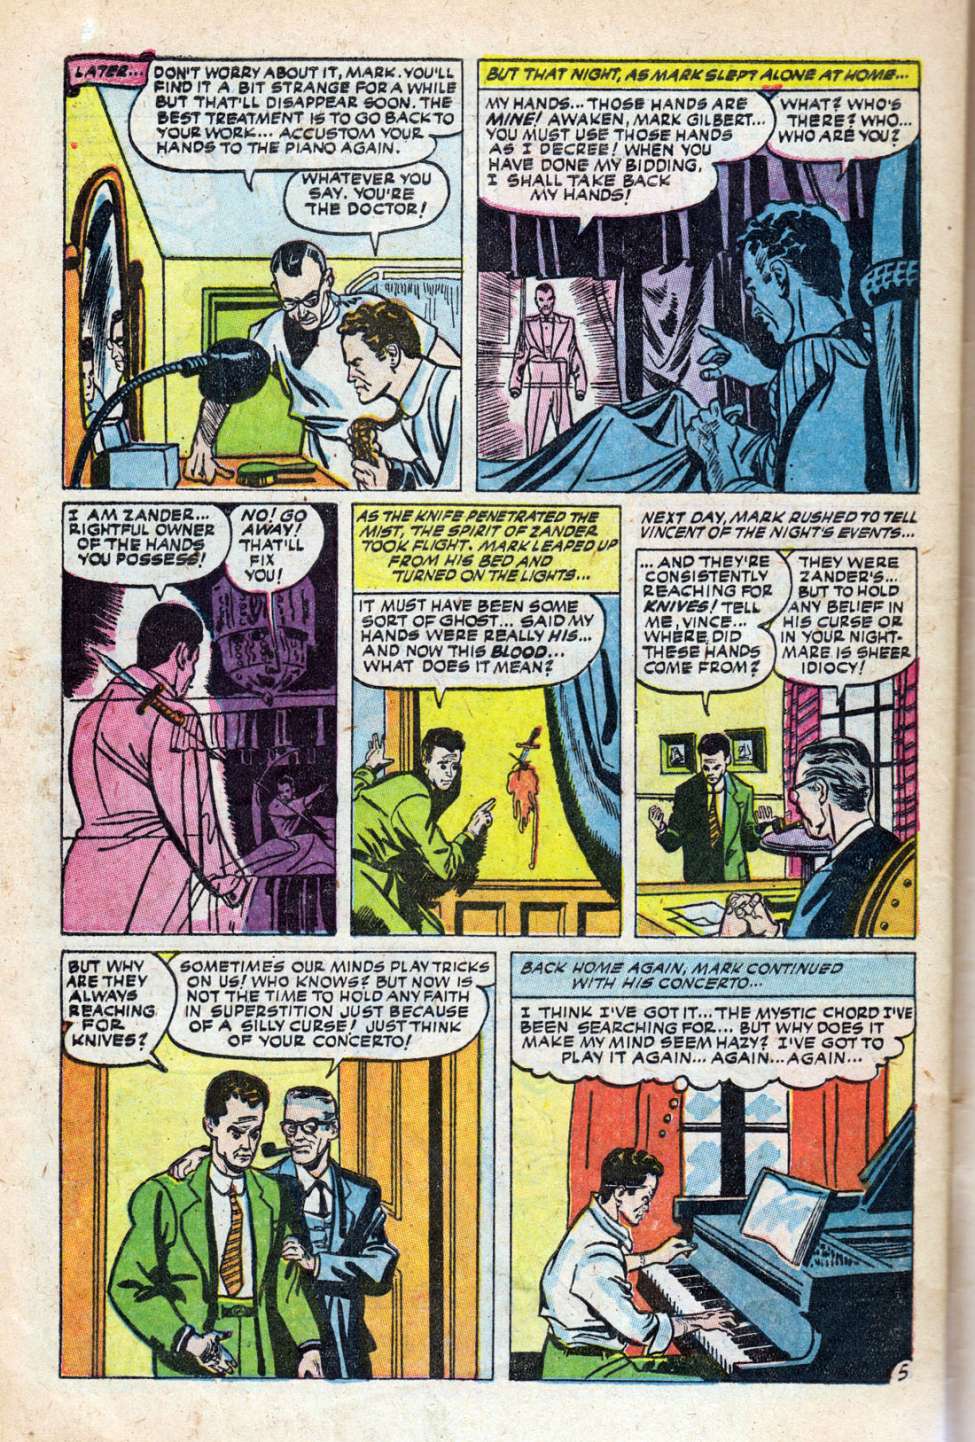 LATER...
DON'T WORRY ABOUT IT, MARK. YOU'LL
FIND IT A BIT STRANGE FOR A WHILE
BUT THAT'LL DISAPPEAR SOON. THE
BEST TREATMENT IS TO GO BACK TO
YOUR WORK... ACCUSTOM YOUR
HANDS TO THE PIANO AGAIN.
WHATEVER YOU
SAY. YOU'RE
THE DOCTOR!
BUT THAT NIGHT, AS MARK SLEPT ALONE AT HOME...
MY HANDS... THOSE HANDS ARE
MINE! AWAKEN, MARK GILBERT...
YOU MUST USE THOSE HANDS
AS I DECREE! WHEN YOU
HAVE DONE MY BIDDING,
I SHALL TAKE BACK
MY HANDS!
WHAT? WHO'S
THERE? WHO...
WHO ARE YOU?
I AM ZANDER...
RIGHTFUL OWNER
OF THE HANDS
YOU POSSESS!
NO! GO
AWAY!
THAT'LL
FIX
YOU!
AS THE KNIFE PENETRATED THE
MIST, THE SPIRIT OF ZANDER
TOOK FLIGHT. MARK LEAPED UP
FROM HIS BED AND
TURNED ON THE LIGHTS...
IT MUST HAVE BEEN SOME
SORT OF GHOST... SAID MY
HANDS WERE REALLY HIS...
AND NOW THIS BLOOD...
WHAT DOES IT MEAN?
NEXT DAY, MARK RUSHED TO TELL
VINCENT OF THE NIGHT'S EVENTS...
... AND THEY'RE
CONSISTENTLY
REACHING FOR
KNIVES! TELL
ME, VINCE...
WHERE DID
THESE HANDS
COME FROM?
THEY WERE
ZANDER'S...
BUT TO HOLD
ANY BELIEF IN
HIS CURSE OR
IN YOUR NIGHT-
MARE IS SHEER
IDIOCY!
BUT WHY
ARE THEY
ALWAYS
REACHING
FOR
KNIVES?
SOMETIMES OUR MINDS PLAY TRICKS
ON US! WHO KNOWS? BUT NOW IS
NOT THE TIME TO HOLD ANY FAITH
IN SUPERSTITION JUST BECAUSE
OF A SILLY CURSE! JUST THINK
OF YOUR CONCERTO!
BACK HOME AGAIN, MARK CONTINUED
WITH HIS CONCERTO...
I THINK I'VE GOT IT... THE MYSTIC CHORD I'VE
BEEN SEARCHING FOR... BUT WHY DOES IT
MAKE MY MIND SEEM HAZY? I'VE GOT TO
PLAY IT AGAIN... AGAIN... AGAIN...
5